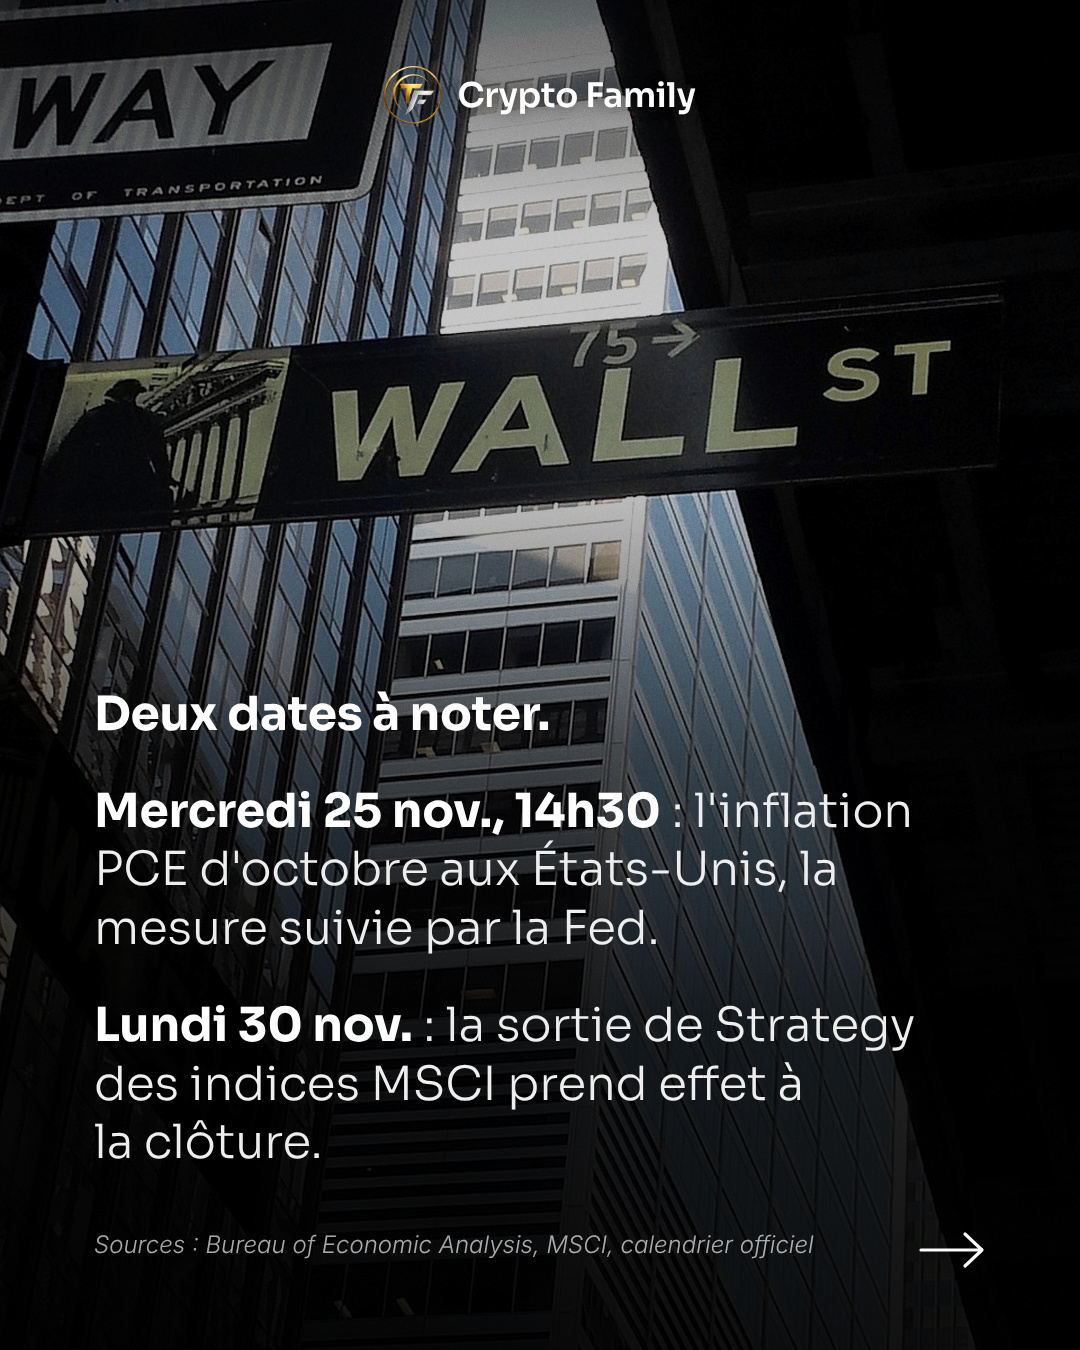 WAY
DEPT OF TRANSPORTATION
Crypto Family
75→
WALL ST
Deux dates à noter.
Mercredi 25 nov., 14h30 : l'inflation
PCE d'octobre aux États-Unis, la
mesure suivie par la Fed.
Lundi 30 nov. : la sortie de Strategy
des indices MSCI prend effet à
la clôture.
Sources : Bureau of Economic Analysis, MSCI, calendrier officiel